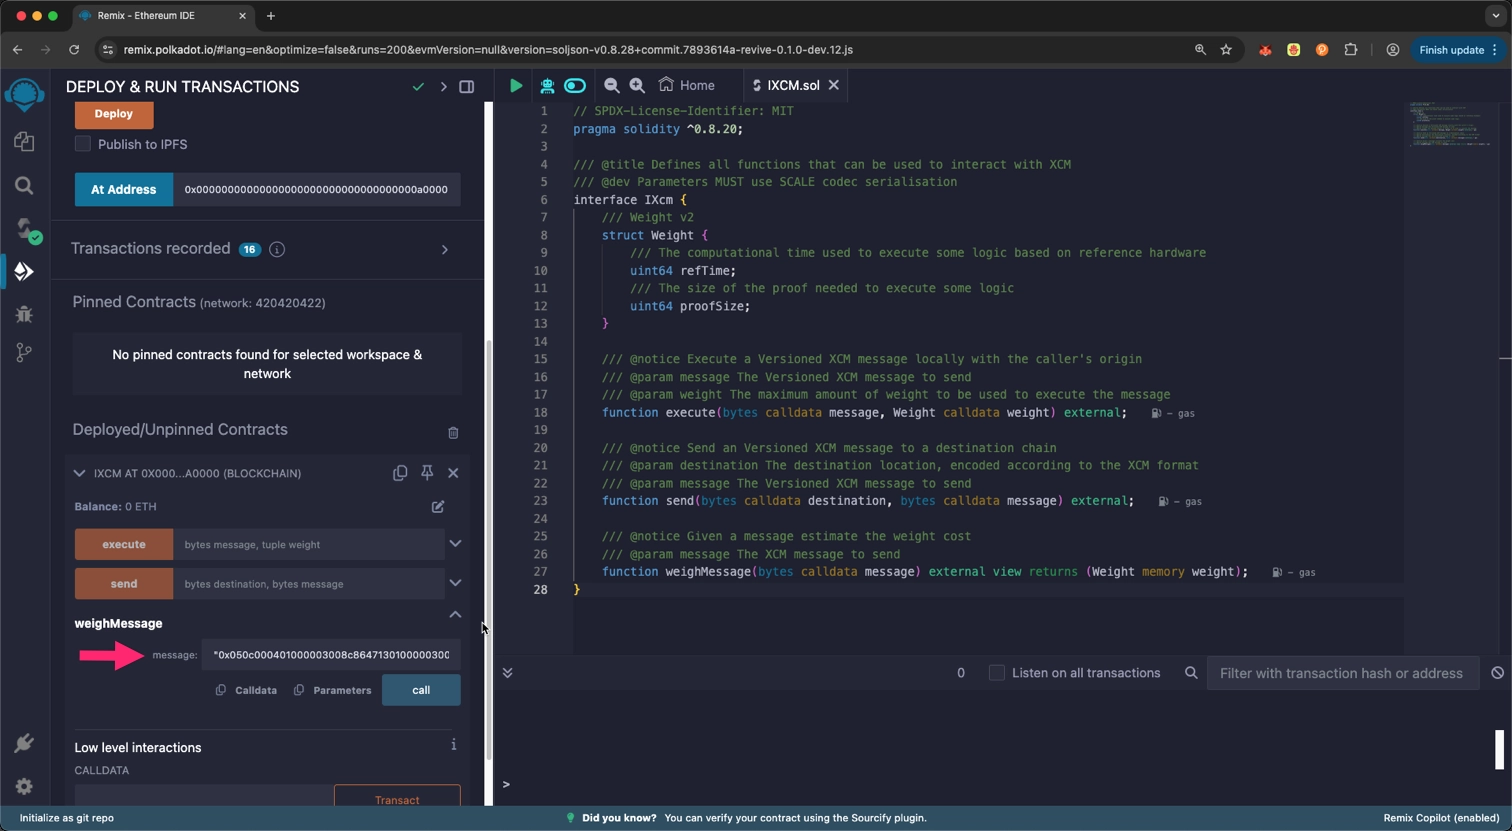 Remix - Ethereum IDE
remix.polkadot.io/#lang=en&optimize=false&runs=200&evmVersion=null&version=soljson-v0.8.28+commit.7893614a-revive-0.1.0-dev.12.js
Finish update
DEPLOY & RUN TRANSACTIONS
Deploy
Publish to IPFS
At Address
0x00000000000000000000000000000000000a0000
Transactions recorded 16 i
Pinned Contracts (network: 420420422)
No pinned contracts found for selected workspace &
network
Deployed/Unpinned Contracts
IXCM AT 0X000...A0000 (BLOCKCHAIN)
Balance: 0 ETH
execute bytes message, tuple weight
send bytes destination, bytes message
weighMessage
message: "0x050c000401000003008c86471301000003000
Calldata Parameters call
Low level interactions i
CALLDATA
Transact
Home
IXCM.sol
1 // SPDX-License-Identifier: MIT
2 pragma solidity ^0.8.20;
3
4 /// @title Defines all functions that can be used to interact with XCM
5 /// @dev Parameters MUST use SCALE codec serialisation
6 interface IXcm {
7 /// Weight v2
8 struct Weight {
9 /// The computational time used to execute some logic based on reference hardware
10 uint64 refTime;
11 /// The size of the proof needed to execute some logic
12 uint64 proofSize;
13 }
14
15 /// @notice Execute a Versioned XCM message locally with the caller's origin
16 /// @param message The Versioned XCM message to send
17 /// @param weight The maximum amount of weight to be used to execute the message
18 function execute(bytes calldata message, Weight calldata weight) external; - gas
19
20 /// @notice Send an Versioned XCM message to a destination chain
21 /// @param destination The destination location, encoded according to the XCM format
22 /// @param message The Versioned XCM message to send
23 function send(bytes calldata destination, bytes calldata message) external; - gas
24
25 /// @notice Given a message estimate the weight cost
26 /// @param message The XCM message to send
27 function weighMessage(bytes calldata message) external view returns (Weight memory weight); - gas
28 }
0 Listen on all transactions Filter with transaction hash or address
>
Initialize as git repo
Did you know? You can verify your contract using the Sourcify plugin.
Remix Copilot (enabled)